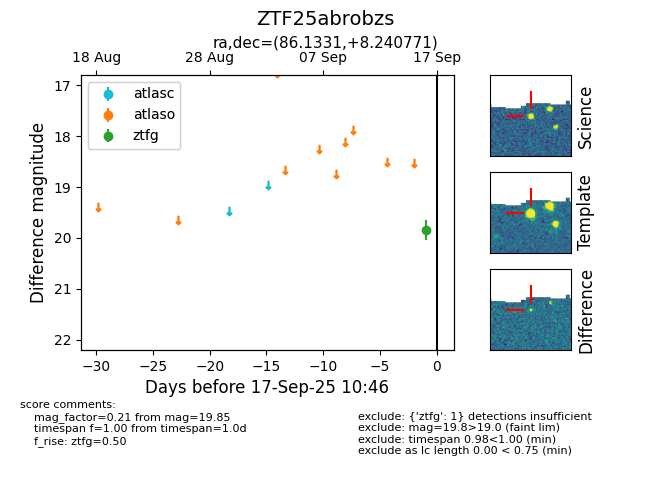 ZTF25abrobzs
ra,dec=(86.1331,+8.240771)
18 Aug
28 Aug
07 Sep
17 Sep
17
18
19
20
21
22
Difference magnitude
atlasc
atlaso
ztfg
−30
−25
−20
−15
−10
−5
0
Days before 17-Sep-25 10:46
Science
Template
Difference
score comments:
mag_factor=0.21 from mag=19.85
timespan f=1.00 from timespan=1.0d
f_rise: ztfg=0.50
exclude: {'ztfg': 1} detections insufficient
exclude: mag=19.8>19.0 (faint lim)
exclude: timespan 0.98<1.00 (min)
exclude as lc length 0.00 < 0.75 (min)